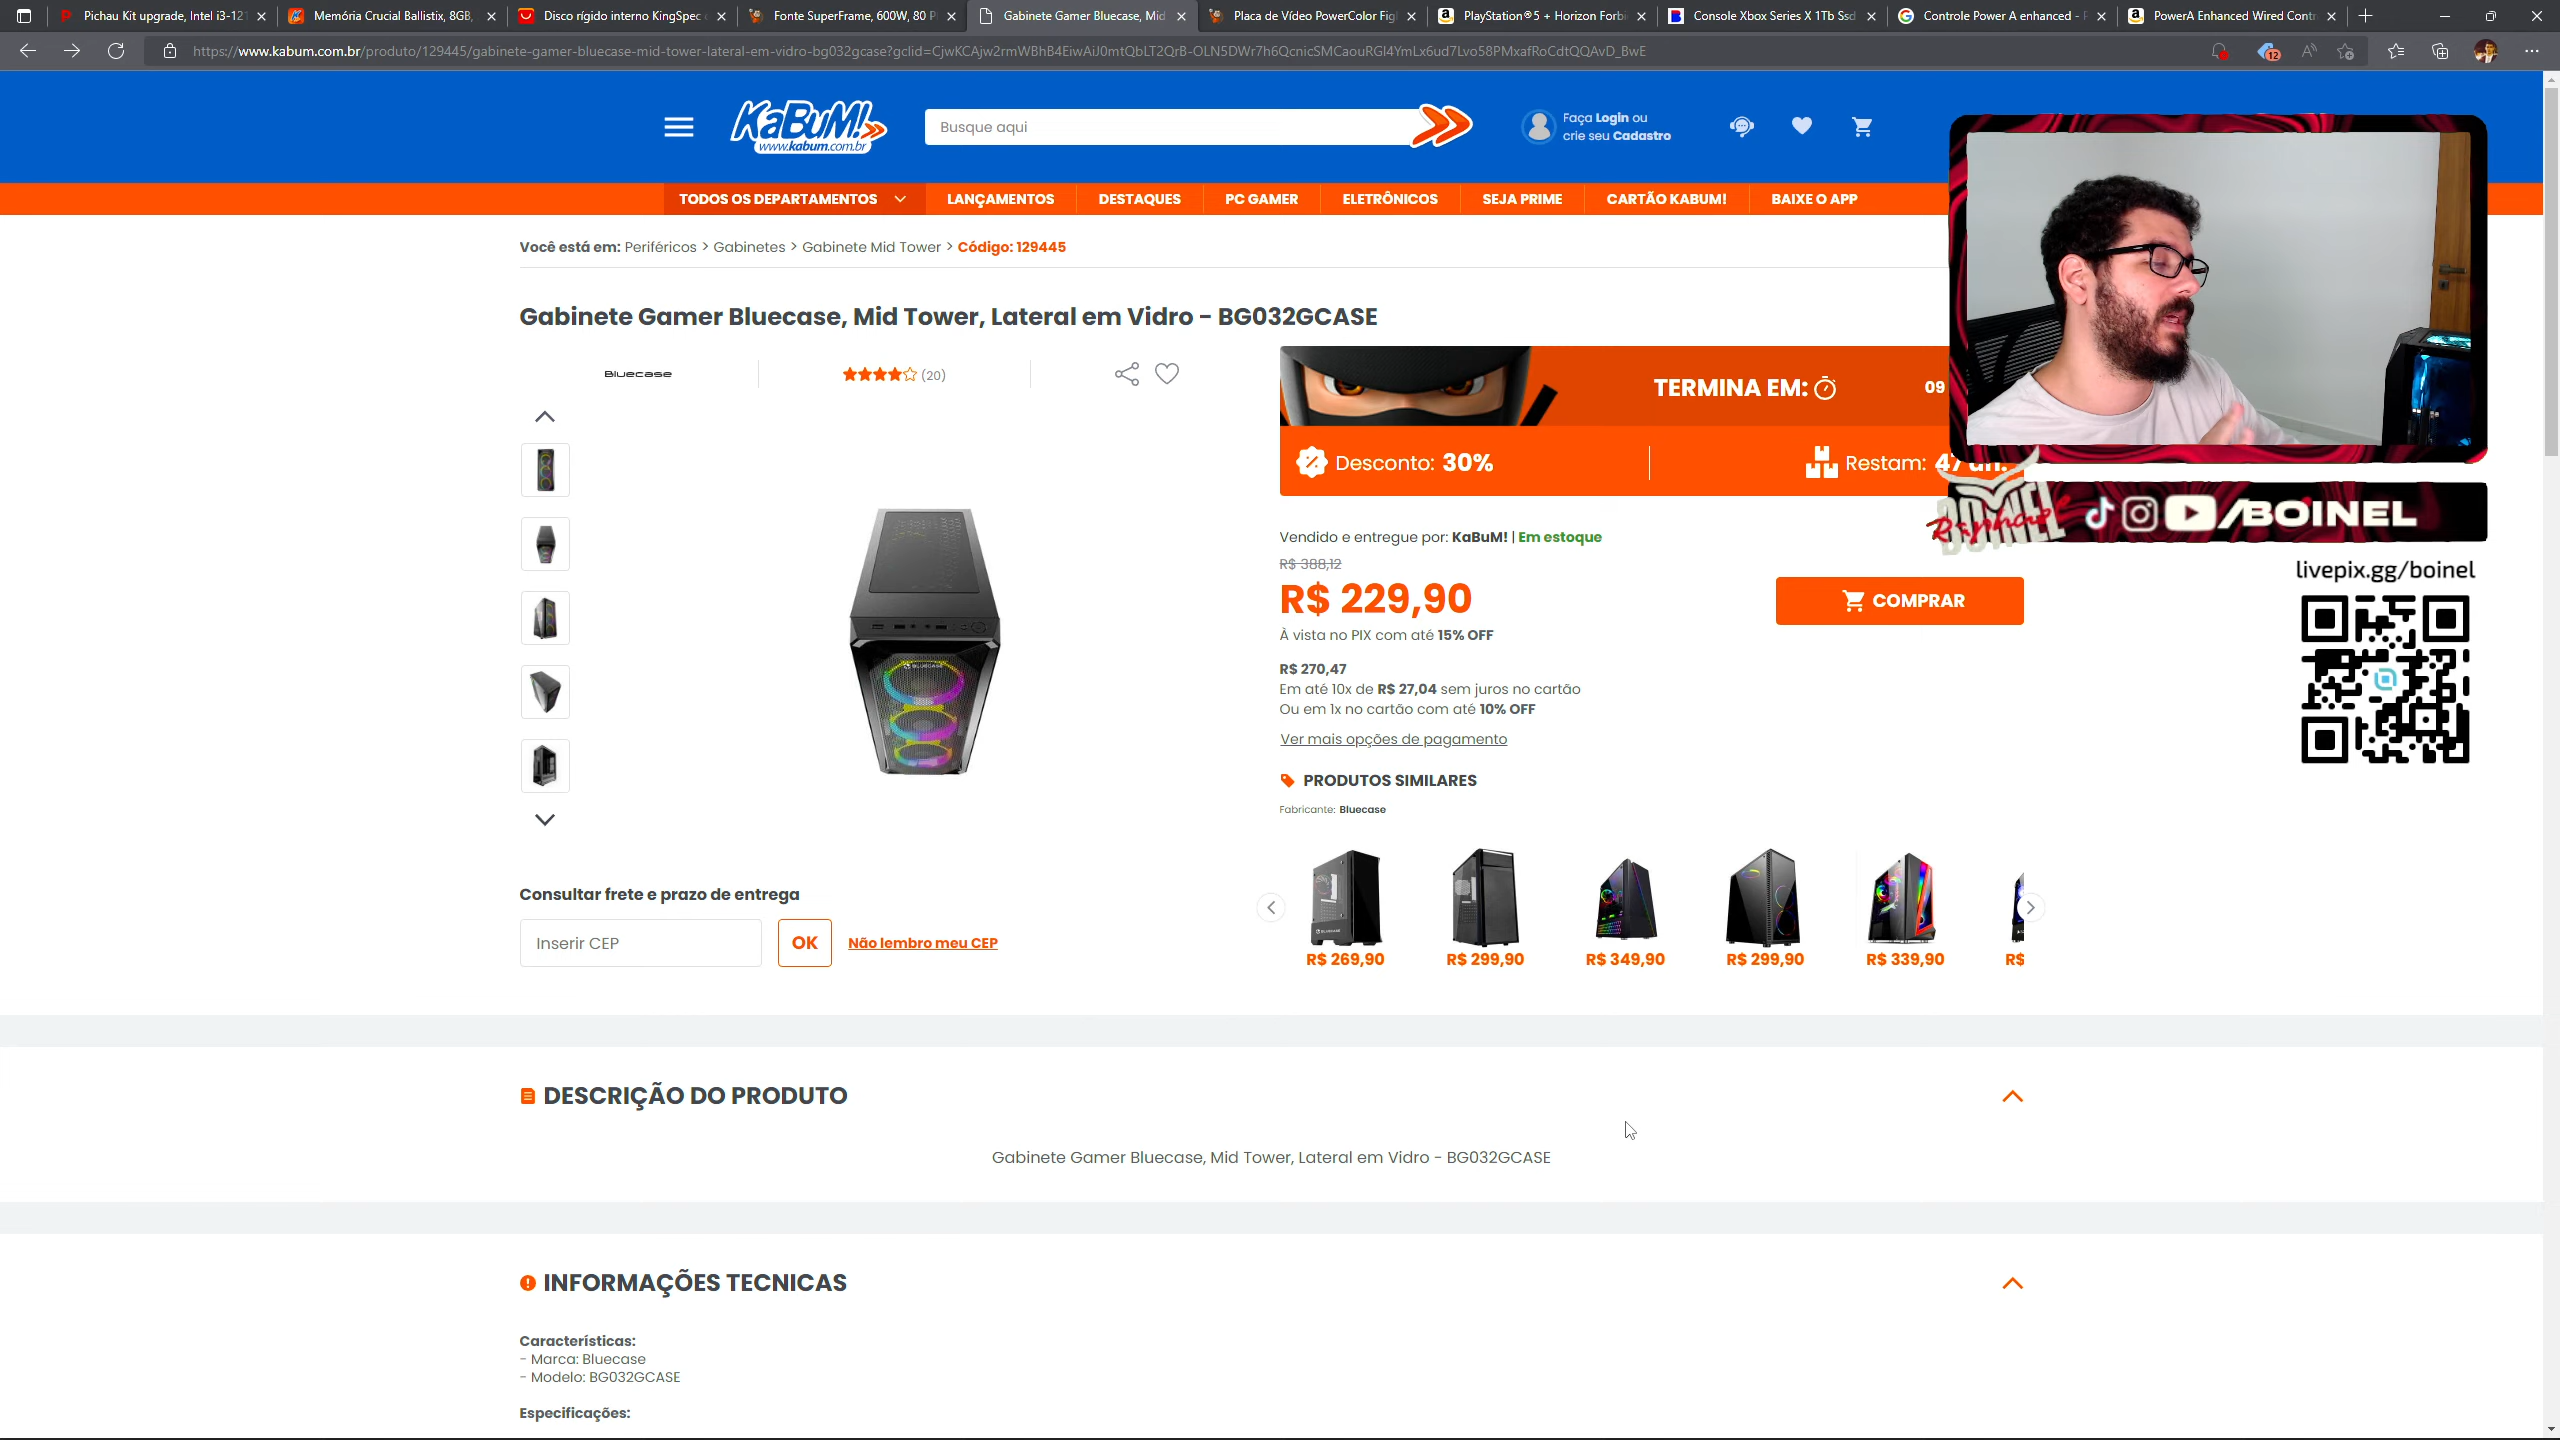 Pichau Kit upgrade, Intel i3-121
Memória Crucial Ballistix, 8GB,
Disco rígido interno KingSpec
Fonte SuperFrame, 600W, 80 P
Gabinete Gamer Bluecase, Mid
Placa de Vídeo PowerColor Fig
PlayStation®5 + Horizon Forbi
Console Xbox Series X 1Tb Ssd
Controle Power A enhanced -
PowerA Enhanced Wired Contr
https://www.kabum.com.br/produto/129445/gabinete-gamer-bluecase-mid-tower-lateral-em-vidro-bg032gcase?gclid=
12
KaBuM!
www.kabum.com.br
Busque aqui
Faça Login ou
crie seu Cadastro
TODOS OS DEPARTAMENTOS
LANÇAMENTOS
DESTAQUES
PC GAMER
ELETRÔNICOS
SEJA PRIME
CARTÃO KABUM!
BAIXE O APP
Você está em: Periféricos > Gabinetes > Gabinete Mid Tower > Código: 129445
Gabinete Gamer Bluecase, Mid Tower, Lateral em Vidro - BG032GCASE
Bluecase
(20)
TERMINA EM:
09
Desconto: 30%
Restam: 47 un.
BOINEL
Raphael
/BOINEL
livepix.gg/boinel
BLUECASE
Vendido e entregue por: KaBuM! | Em estoque
R$ 388,12
R$ 229,90
COMPRAR
À vista no PIX com até 15% OFF
R$ 270,47
Em até 10x de R$ 27,04 sem juros no cartão
Ou em 1x no cartão com até 10% OFF
Ver mais opções de pagamento
PRODUTOS SIMILARES
Fabricante: Bluecase
R$ 269,90
R$ 299,90
R$ 349,90
R$ 299,90
R$ 339,90
R$
Consultar frete e prazo de entrega
Inserir CEP
OK
Não lembro meu CEP
DESCRIÇÃO DO PRODUTO
Gabinete Gamer Bluecase, Mid Tower, Lateral em Vidro - BG032GCASE
INFORMAÇÕES TECNICAS
Características:
- Marca: Bluecase
- Modelo: BG032GCASE
Especificações: